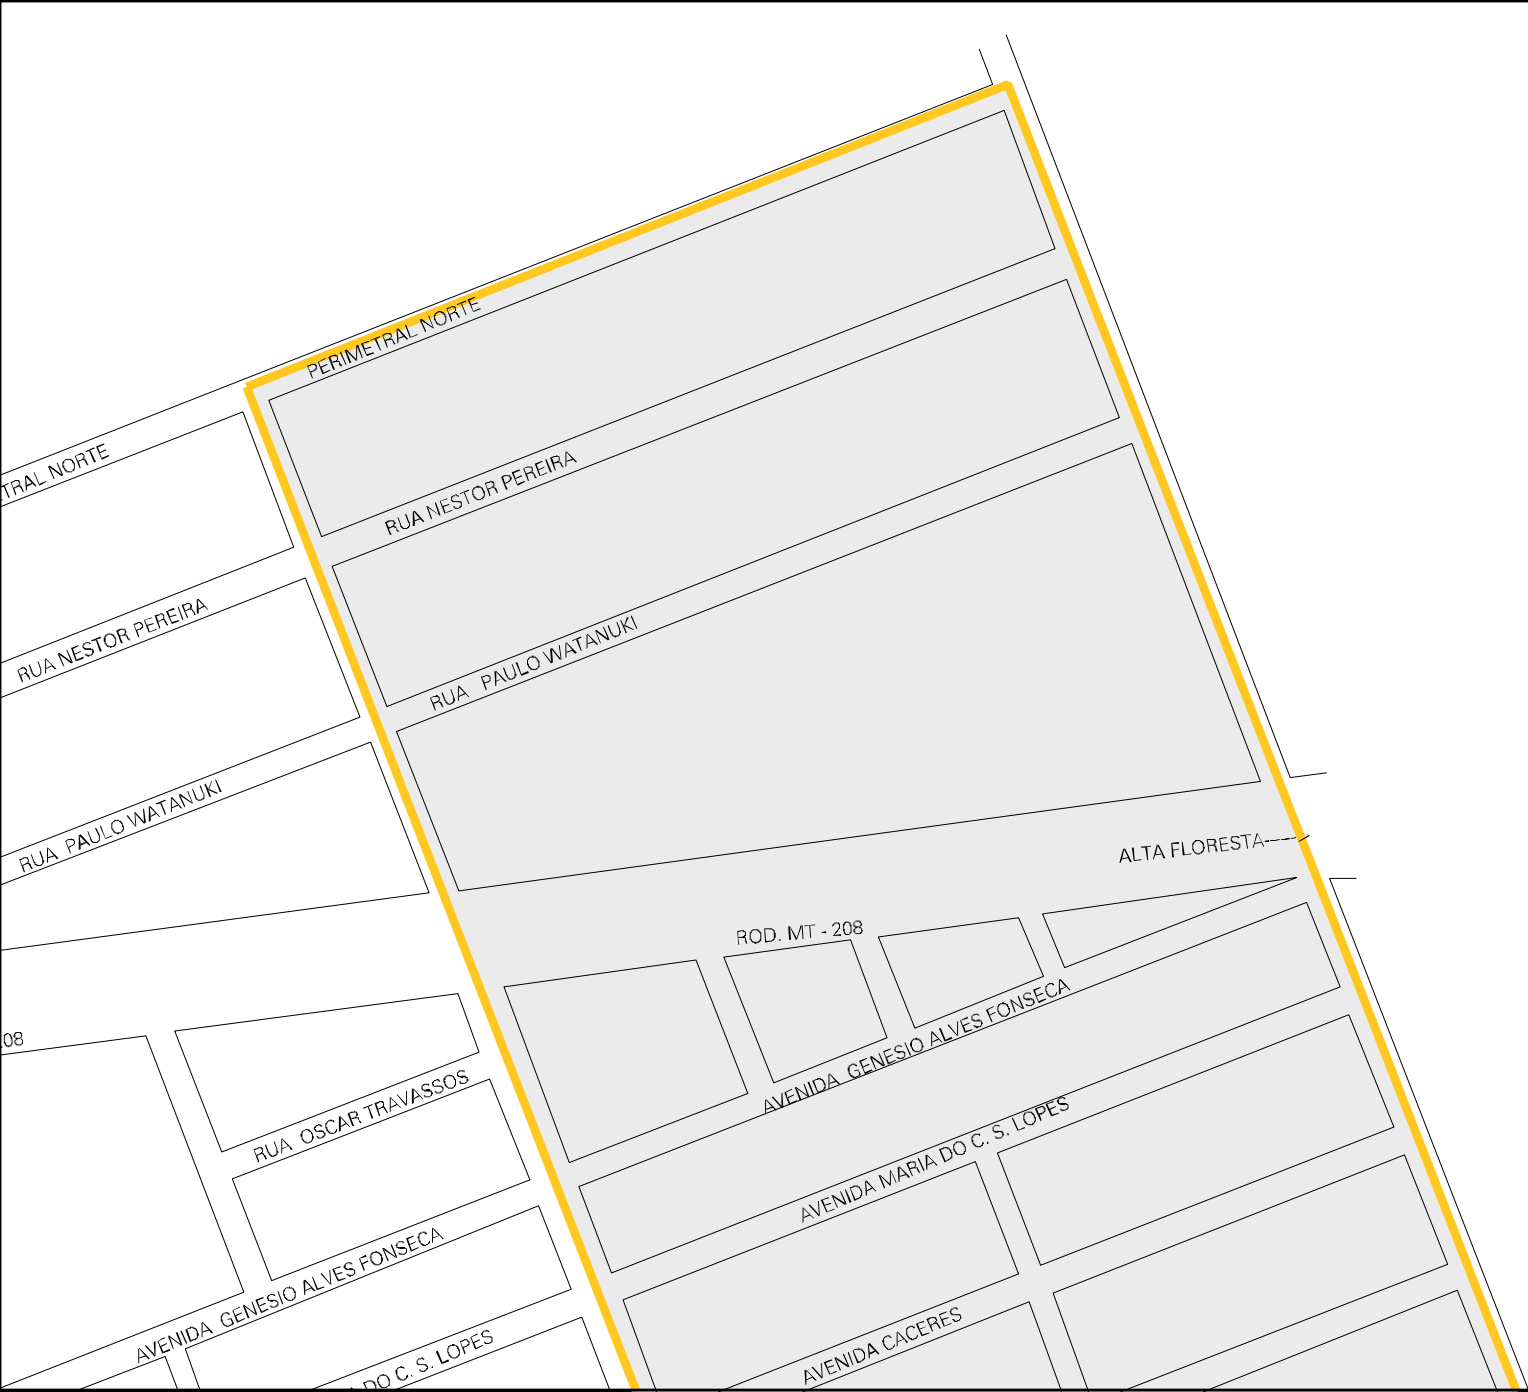 PERIMETRAL NORTE
TRAL NORTE
RUA NESTOR PEREIRA
RUA NESTOR PEREIRA
RUA PAULO WATANUKI
RUA PAULO WATANUKI
ALTA FLORESTA
ROD. MT - 208
08
AVENIDA GENESIO ALVES FONSECA
RUA OSCAR TRAVASSOS
AVENIDA MARIA DO C. S. LOPES
AVENIDA GENESIO ALVES FONSECA
DO C. S. LOPES
AVENIDA CACERES